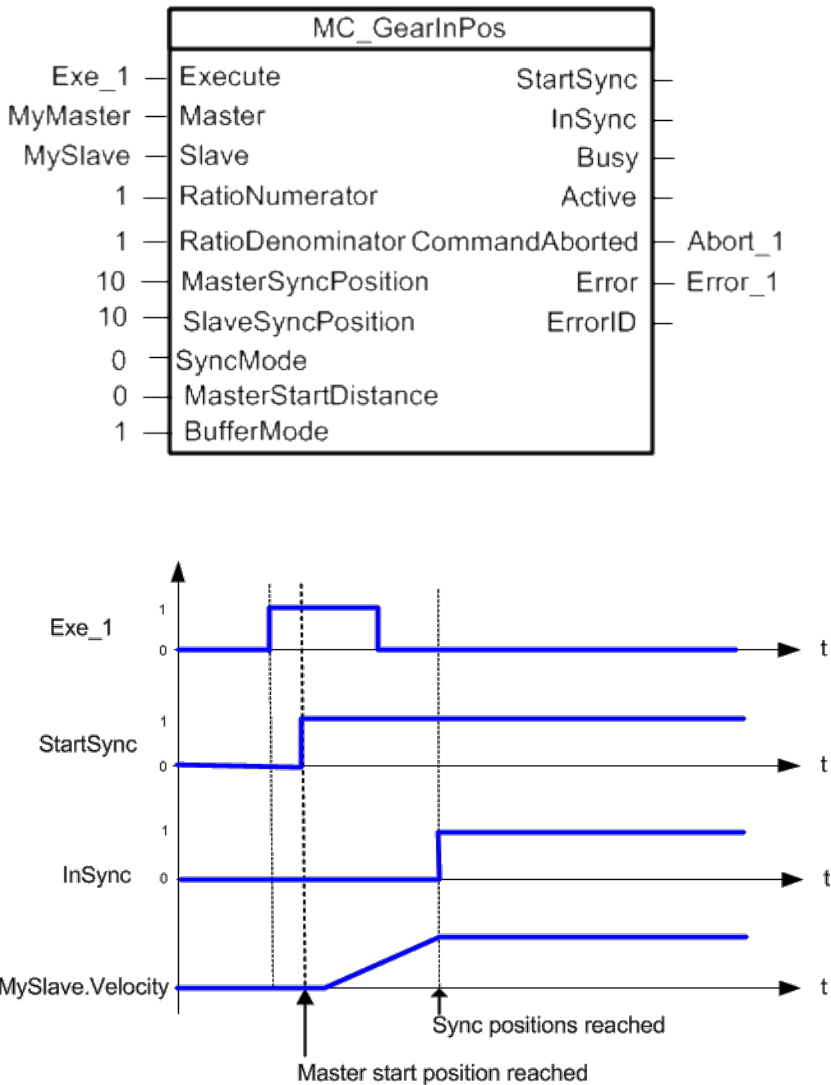 MC_GearInPos
Exe_1 Execute StartSync
MyMaster Master InSync
MySlave Slave Busy
1 RatioNumerator Active
1 RatioDenominator CommandAborted Abort_1
10 MasterSyncPosition Error Error_1
10 SlaveSyncPosition ErrorID
0 SyncMode
0 MasterStartDistance
1 BufferMode
1
Exe_1
0 t
1
StartSync
0 t
1
InSync 0 t
MySlave.Velocity t
Sync positions reached
Master start position reached